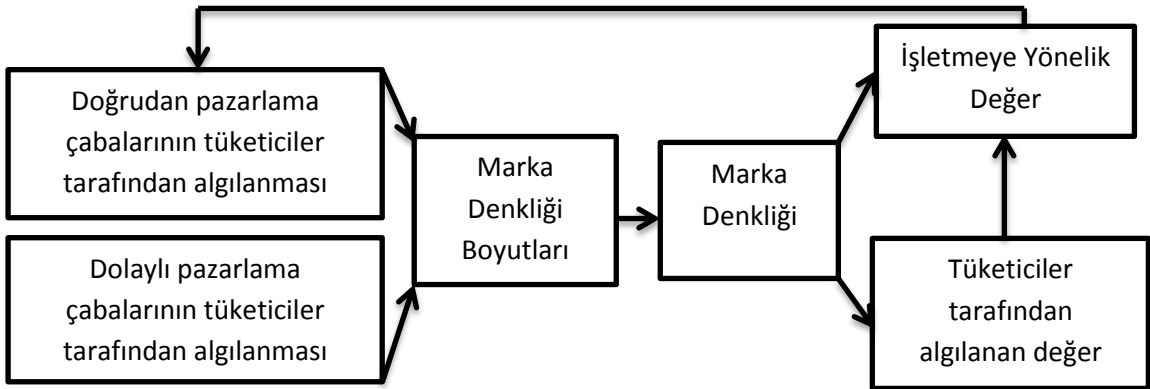 Doğrudan pazarlama
çabalarının tüketiciler
tarafından algılanması
Dolaylı pazarlama
çabalarının tüketiciler
tarafından algılanması
Marka
Denkliği
Boyutları
Marka
Denkliği
İşletmeye Yönelik
Değer
Tüketiciler
tarafından
algılanan değer